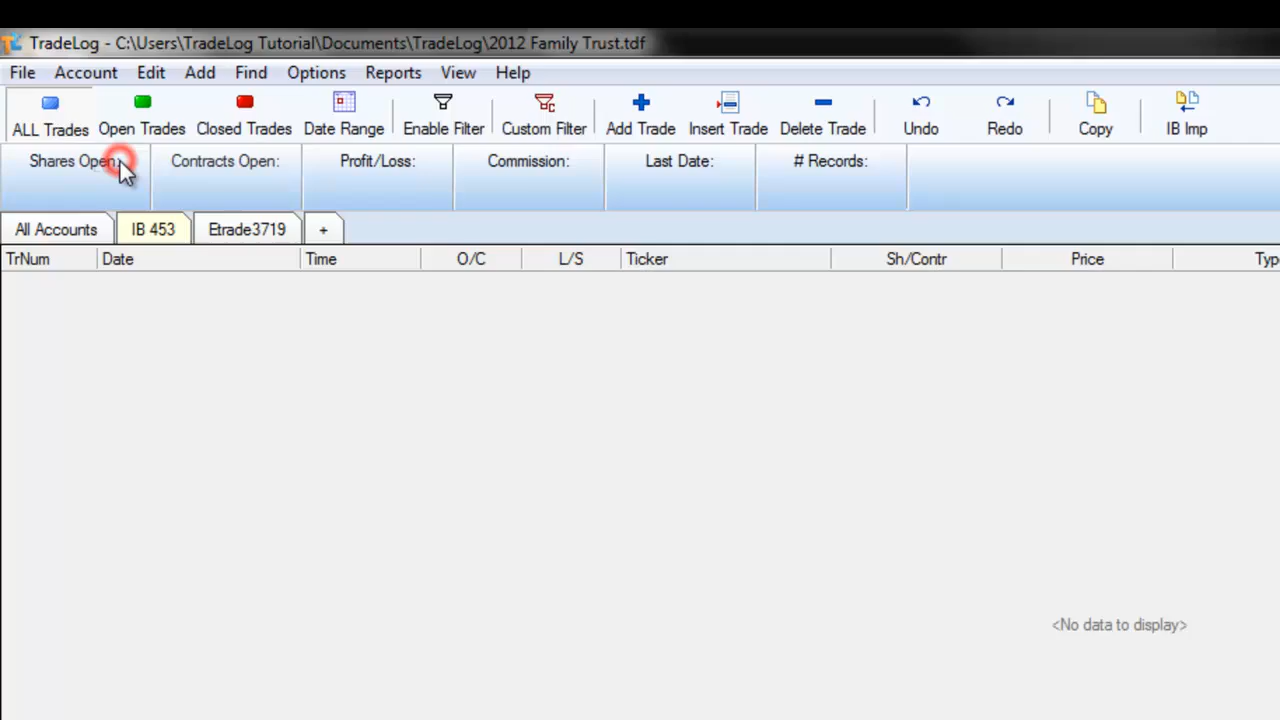 TradeLog - C:\Users\TradeLog Tutorial\Documents\TradeLog\2012 Family Trust.tdf
File Account Edit Add Find Options Reports View Help
ALL Trades Open Trades Closed Trades Date Range Enable Filter Custom Filter Add Trade Insert Trade Delete Trade Undo Redo Copy IB Imp
Shares Open: Contracts Open: Profit/Loss: Commission: Last Date: # Records:
All Accounts IB 453 Etrade3719 +
TrNum Date Time O/C L/S Ticker Sh/Contr Price Typ
<No data to display>